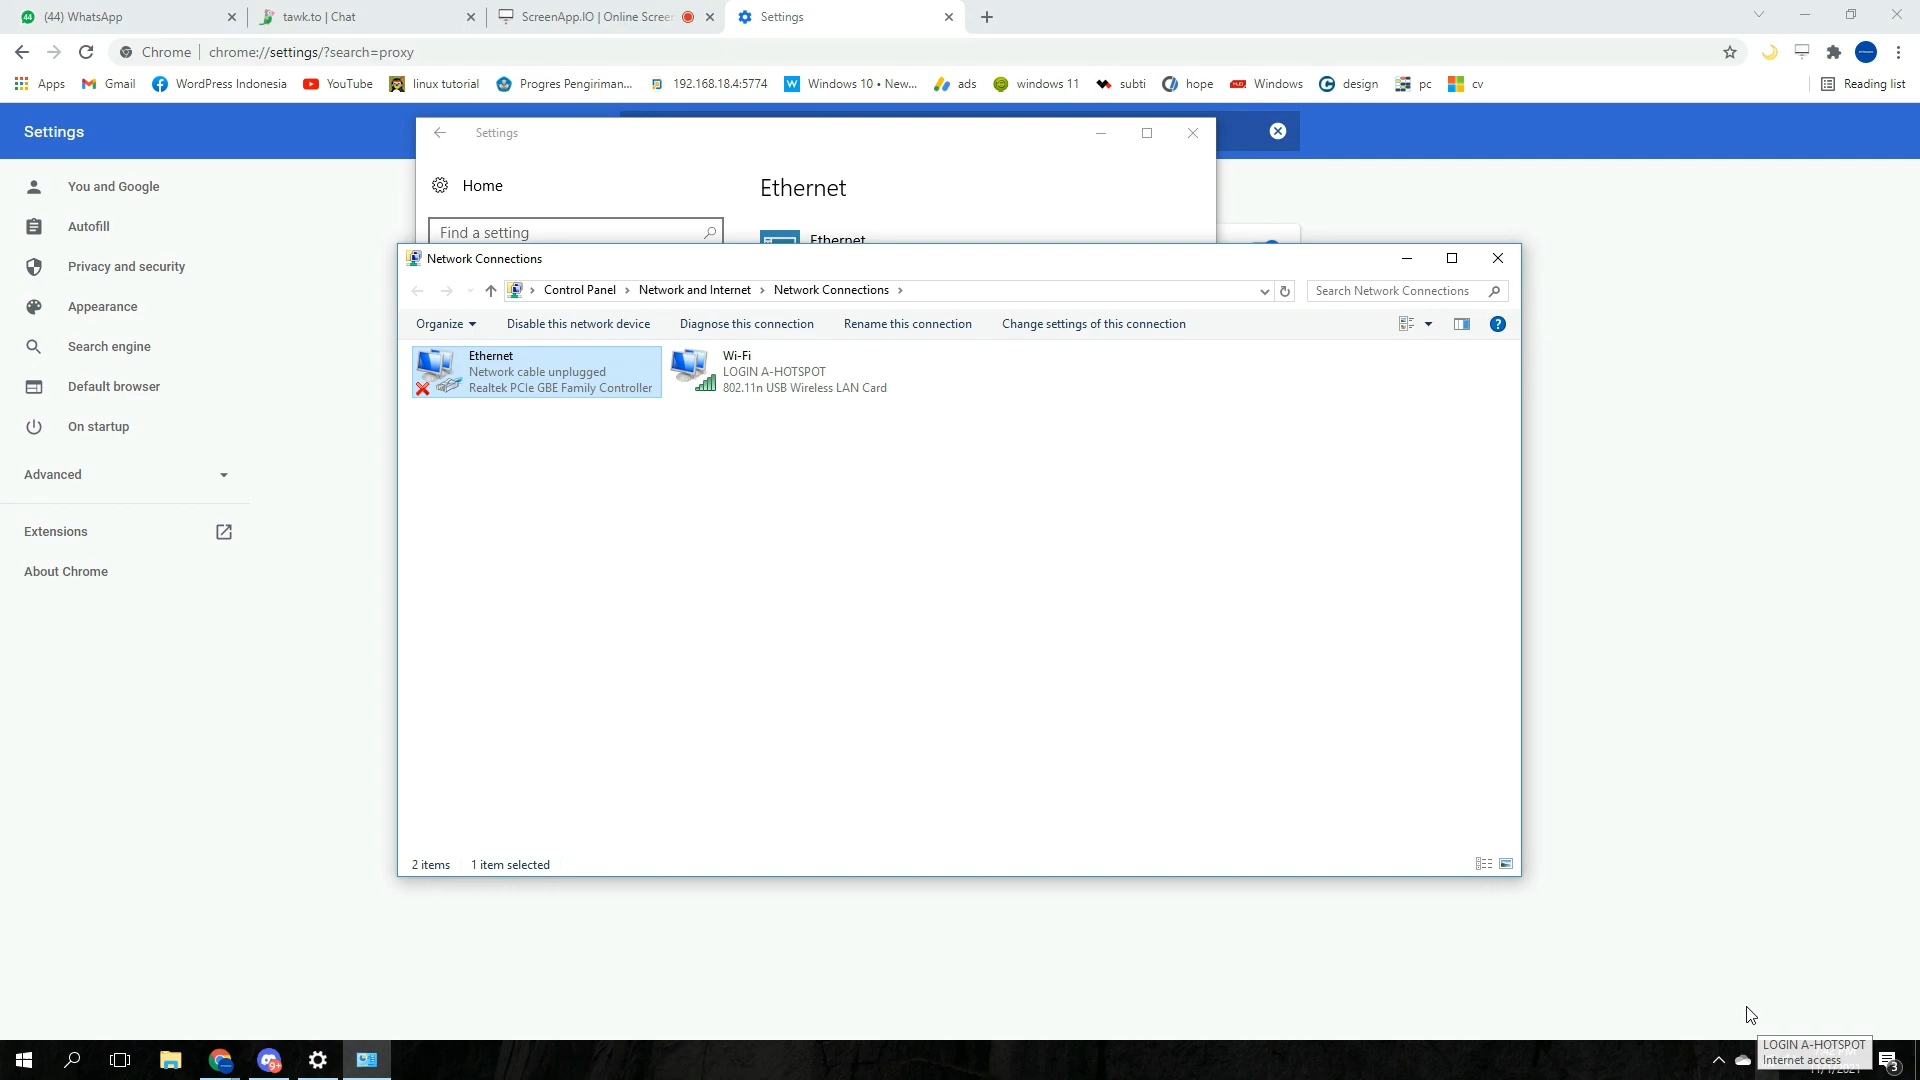 44 (44) WhatsApp
tawk.to | Chat
ScreenApp.IO | Online Screen
Settings
Chrome
chrome://settings/?search=proxy
Apps
Gmail
WordPress Indonesia
YouTube
linux tutorial
Progres Pengiriman...
192.168.18.4:5774
Windows 10 • New...
ads
windows 11
subti
hope
Windows
design
pc
cv
Reading list
Settings
You and Google
Autofill
Privacy and security
Appearance
Search engine
Default browser
On startup
Advanced
Extensions
About Chrome
Settings
Home
Find a setting
Ethernet
Ethernet
Network Connections
Control Panel > Network and Internet > Network Connections >
Search Network Connections
Organize
Disable this network device
Diagnose this connection
Rename this connection
Change settings of this connection
Ethernet
Network cable unplugged
Realtek PCIe GBE Family Controller
Wi-Fi
LOGIN A-HOTSPOT
802.11n USB Wireless LAN Card
2 items
1 item selected
9+
LOGIN A-HOTSPOT
Internet access
3